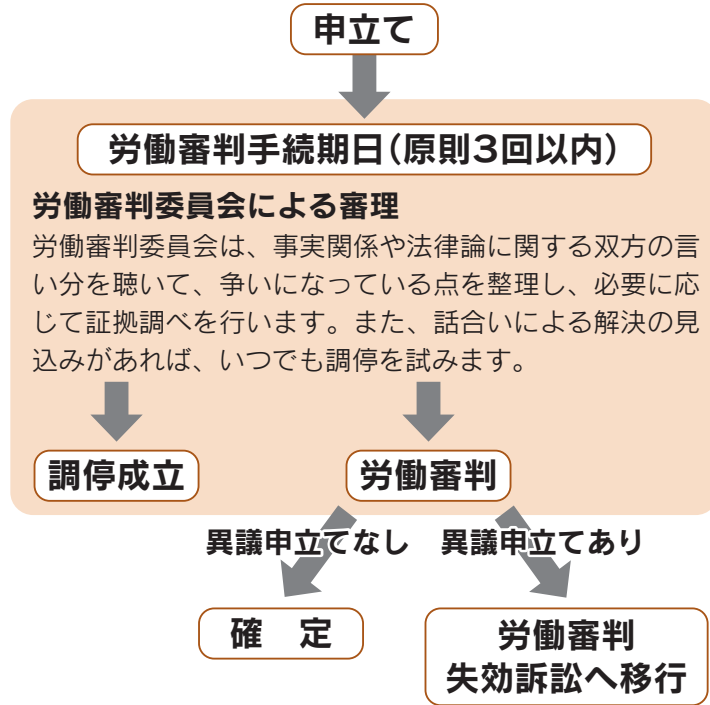 申立て
労働審判手続期日(原則3回以内)
労働審判委員会による審理
労働審判委員会は、事実関係や法律論に関する双方の言
い分を聴いて、争いになっている点を整理し、必要に応
じて証拠調べを行います。また、話合いによる解決の見
込みがあれば、いつでも調停を試みます。
調停成立
労働審判
異議申立てなし
異議申立てあり
確　定
労働審判
失効訴訟へ移行